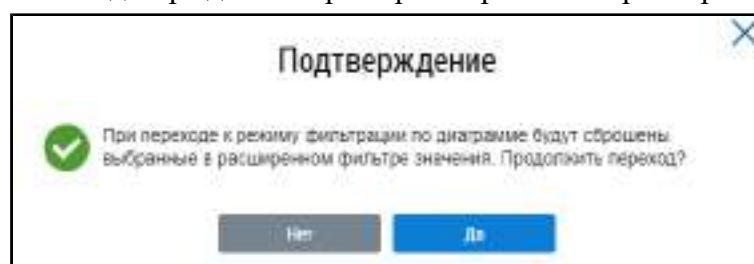 Подтверждение
При переходе к режиму фильтрации по диаграмме будут сброшены
выбранные в расширенном фильтре значения. Продолжить переход?
Нет
Да